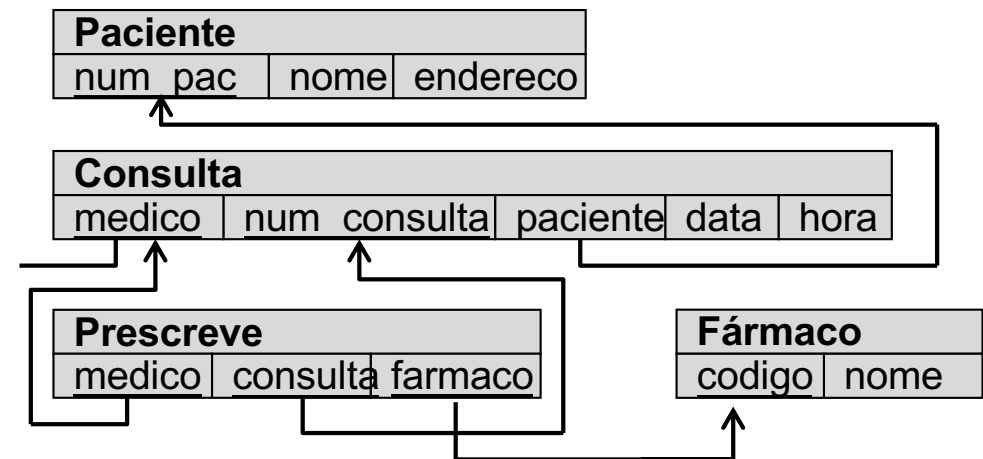 Paciente
num_pac nome endereco
Consulta
medico num_consulta paciente data hora
Prescreve
medico consulta farmaco
Fármaco
codigo nome